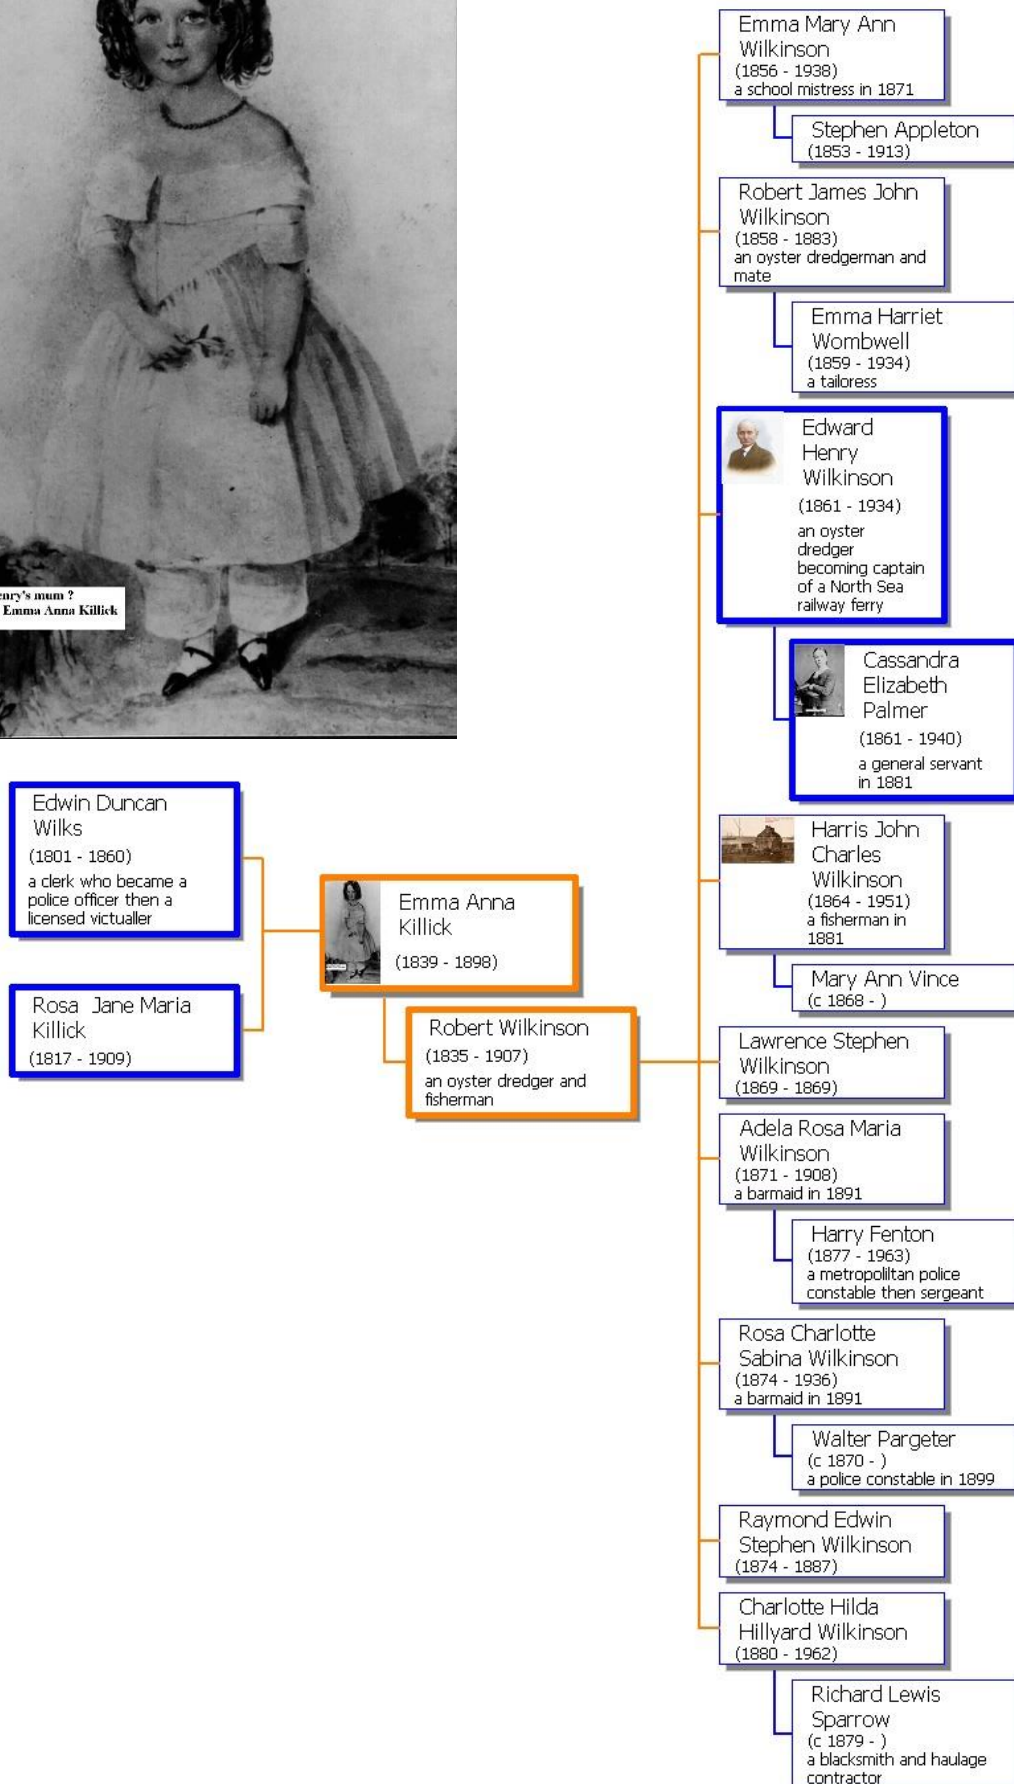 enry's mum ?
Emma Anna Killick
Edwin Duncan
Wilks
(1801 - 1860)
a clerk who became a
police officer then a
licensed victualler
Rosa Jane Maria
Killick
(1817 - 1909)
Emma Anna
Killick
(1839 - 1898)
Robert Wilkinson
(1835 - 1907)
an oyster dredger and
fisherman
Emma Mary Ann
Wilkinson
(1856 - 1938)
a school mistress in 1871
Stephen Appleton
(1853 - 1913)
Robert James John
Wilkinson
(1858 - 1883)
an oyster dredgerman and
mate
Emma Harriet
Wombwell
(1859 - 1934)
a tailoress
Edward
Henry
Wilkinson
(1861 - 1934)
an oyster
dredger
becoming captain
of a North Sea
railway ferry
Cassandra
Elizabeth
Palmer
(1861 - 1940)
a general servant
in 1881
Harris John
Charles
Wilkinson
(1864 - 1951)
a fisherman in
1881
Mary Ann Vince
(c 1868 - )
Lawrence Stephen
Wilkinson
(1869 - 1869)
Adela Rosa Maria
Wilkinson
(1871 - 1908)
a barmaid in 1891
Harry Fenton
(1877 - 1963)
a metropoliltan police
constable then sergeant
Rosa Charlotte
Sabina Wilkinson
(1874 - 1936)
a barmaid in 1891
Walter Pargeter
(c 1870 - )
a police constable in 1899
Raymond Edwin
Stephen Wilkinson
(1874 - 1887)
Charlotte Hilda
Hillyard Wilkinson
(1880 - 1962)
Richard Lewis
Sparrow
(c 1879 - )
a blacksmith and haulage
contractor